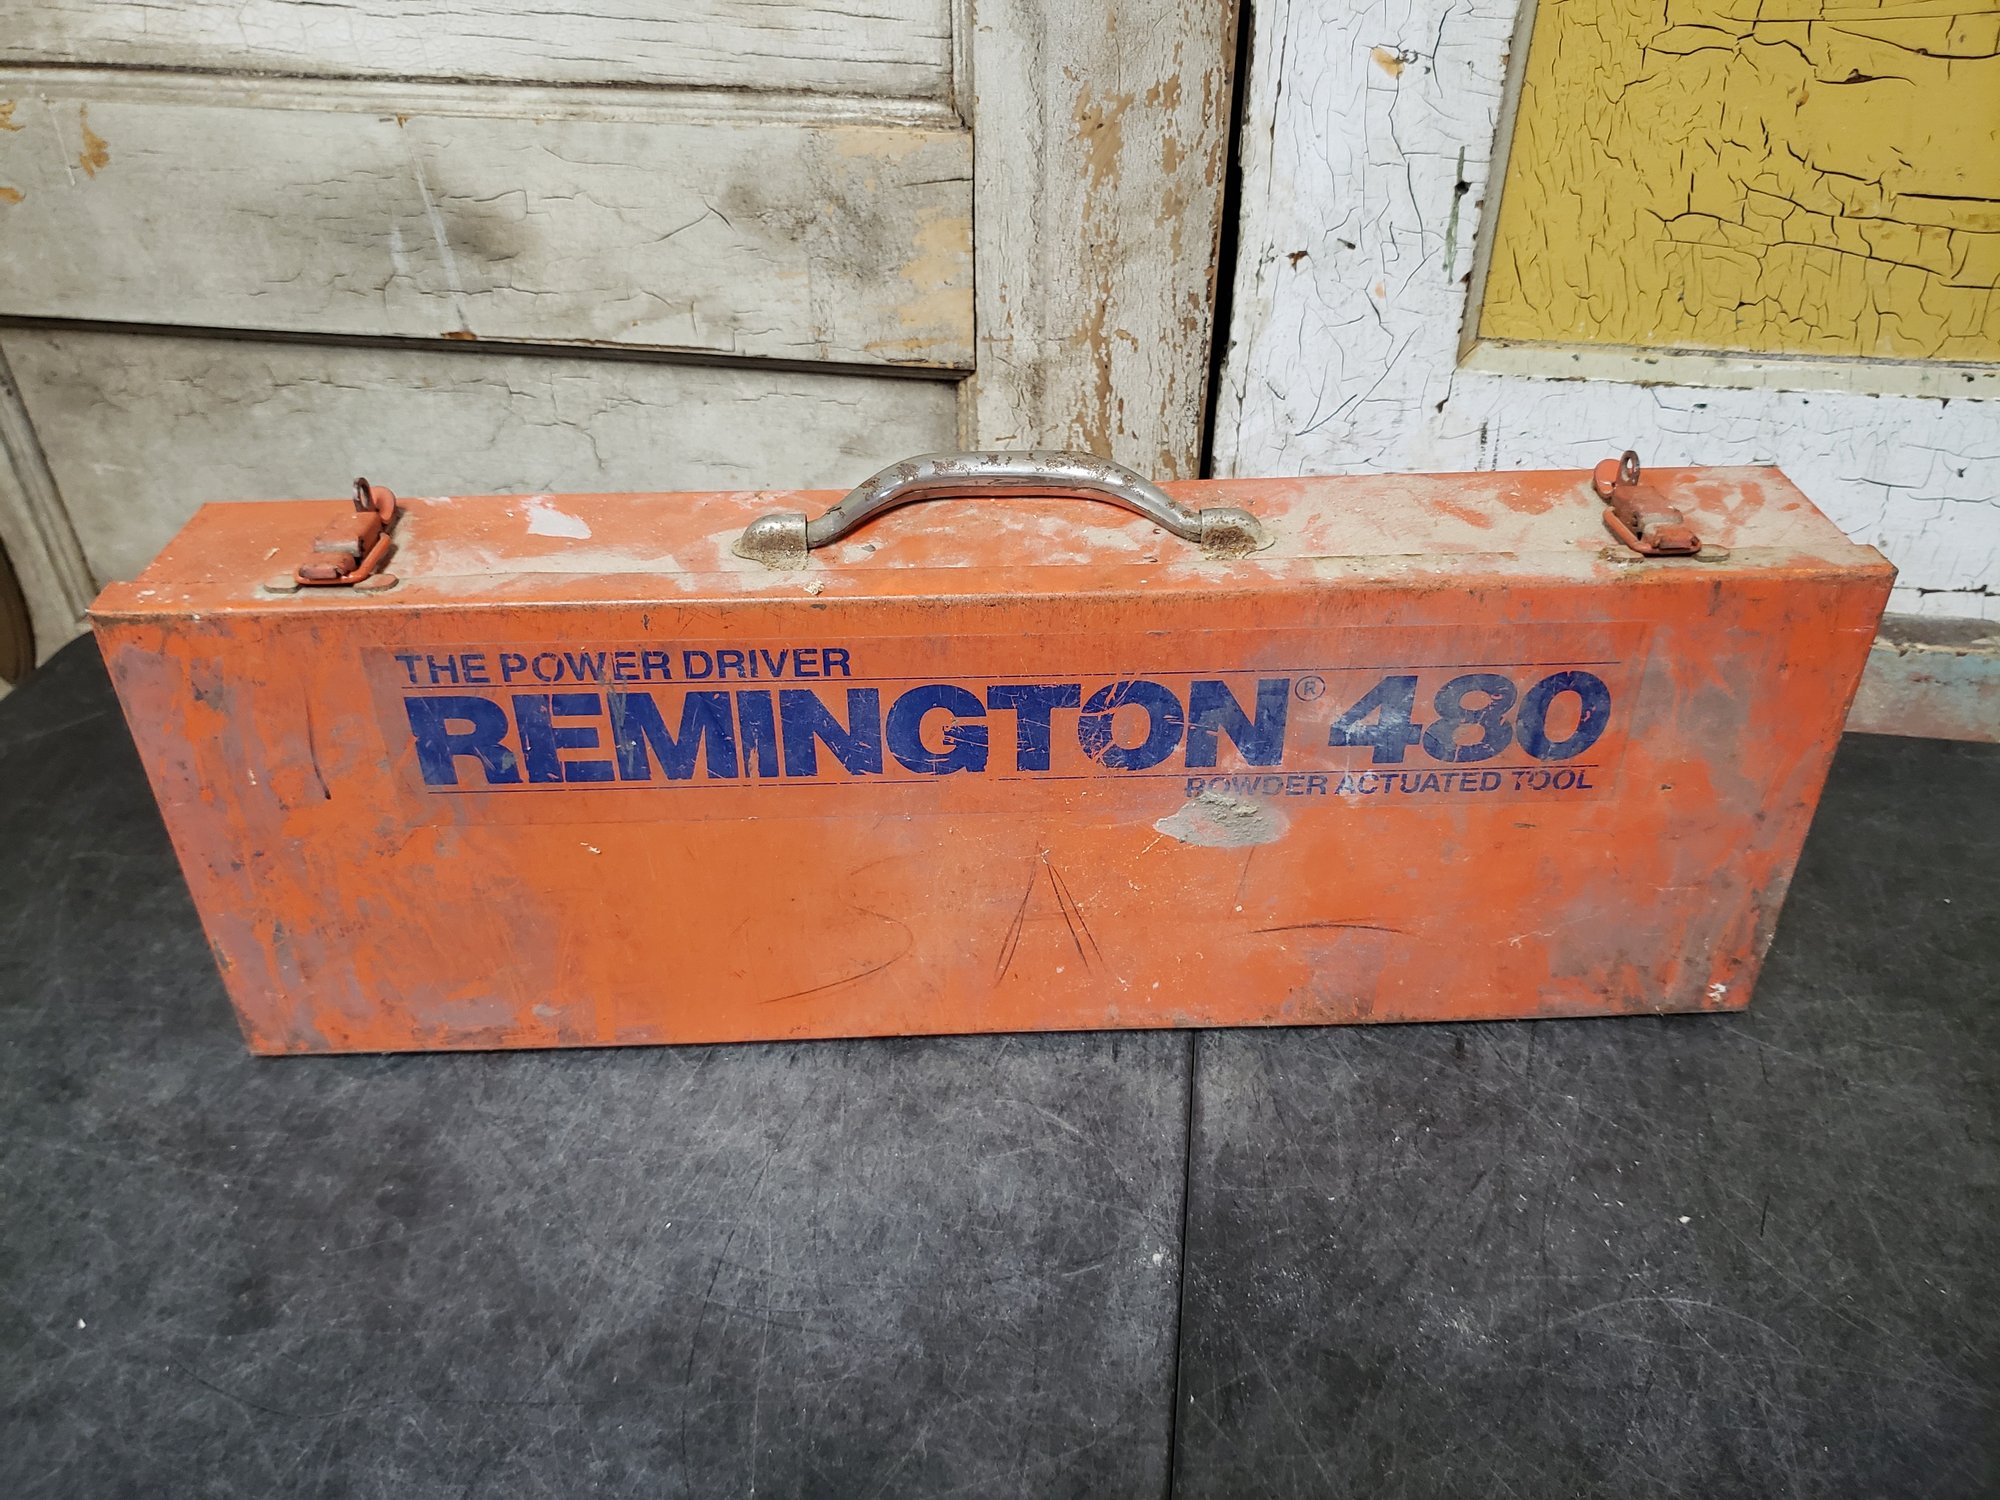 THE POWER DRIVER
REMINGTON® 480
POWDER ACTUATED TOOL